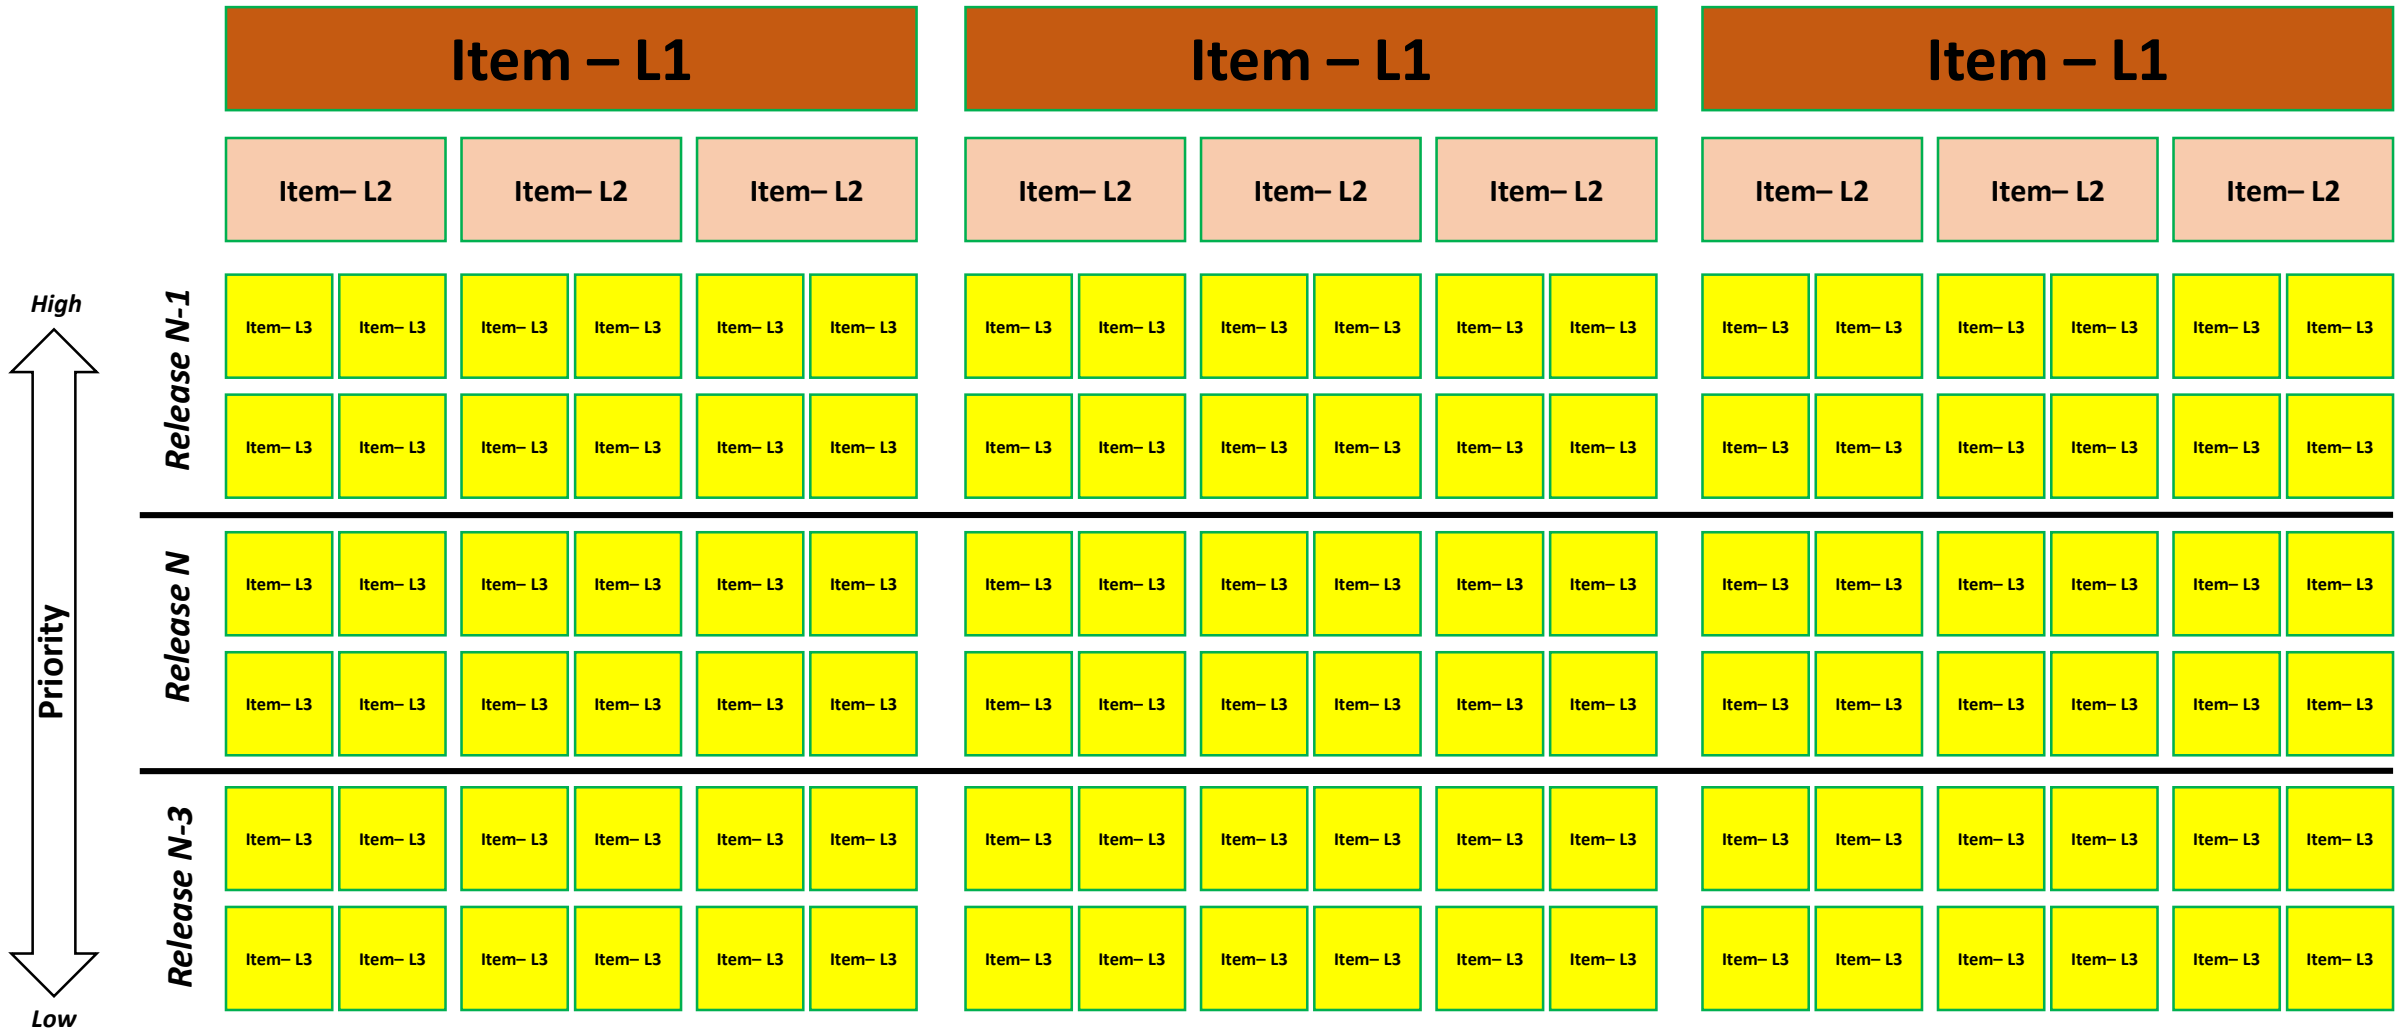 Item – L1 Item – L1 Item – L1
Item– L2 Item– L2 Item– L2 Item– L2 Item– L2 Item– L2 Item– L2 Item– L2 Item– L2
High
Release N-1
Item– L3 Item– L3 Item– L3 Item– L3 Item– L3 Item– L3 Item– L3 Item– L3 Item– L3 Item– L3 Item– L3 Item– L3 Item– L3 Item– L3 Item– L3 Item– L3 Item– L3 Item– L3
Item– L3 Item– L3 Item– L3 Item– L3 Item– L3 Item– L3 Item– L3 Item– L3 Item– L3 Item– L3 Item– L3 Item– L3 Item– L3 Item– L3 Item– L3 Item– L3 Item– L3 Item– L3
Priority
Release N
Item– L3 Item– L3 Item– L3 Item– L3 Item– L3 Item– L3 Item– L3 Item– L3 Item– L3 Item– L3 Item– L3 Item– L3 Item– L3 Item– L3 Item– L3 Item– L3 Item– L3 Item– L3
Item– L3 Item– L3 Item– L3 Item– L3 Item– L3 Item– L3 Item– L3 Item– L3 Item– L3 Item– L3 Item– L3 Item– L3 Item– L3 Item– L3 Item– L3 Item– L3 Item– L3 Item– L3
Release N-3
Item– L3 Item– L3 Item– L3 Item– L3 Item– L3 Item– L3 Item– L3 Item– L3 Item– L3 Item– L3 Item– L3 Item– L3 Item– L3 Item– L3 Item– L3 Item– L3 Item– L3 Item– L3
Item– L3 Item– L3 Item– L3 Item– L3 Item– L3 Item– L3 Item– L3 Item– L3 Item– L3 Item– L3 Item– L3 Item– L3 Item– L3 Item– L3 Item– L3 Item– L3 Item– L3 Item– L3
Low